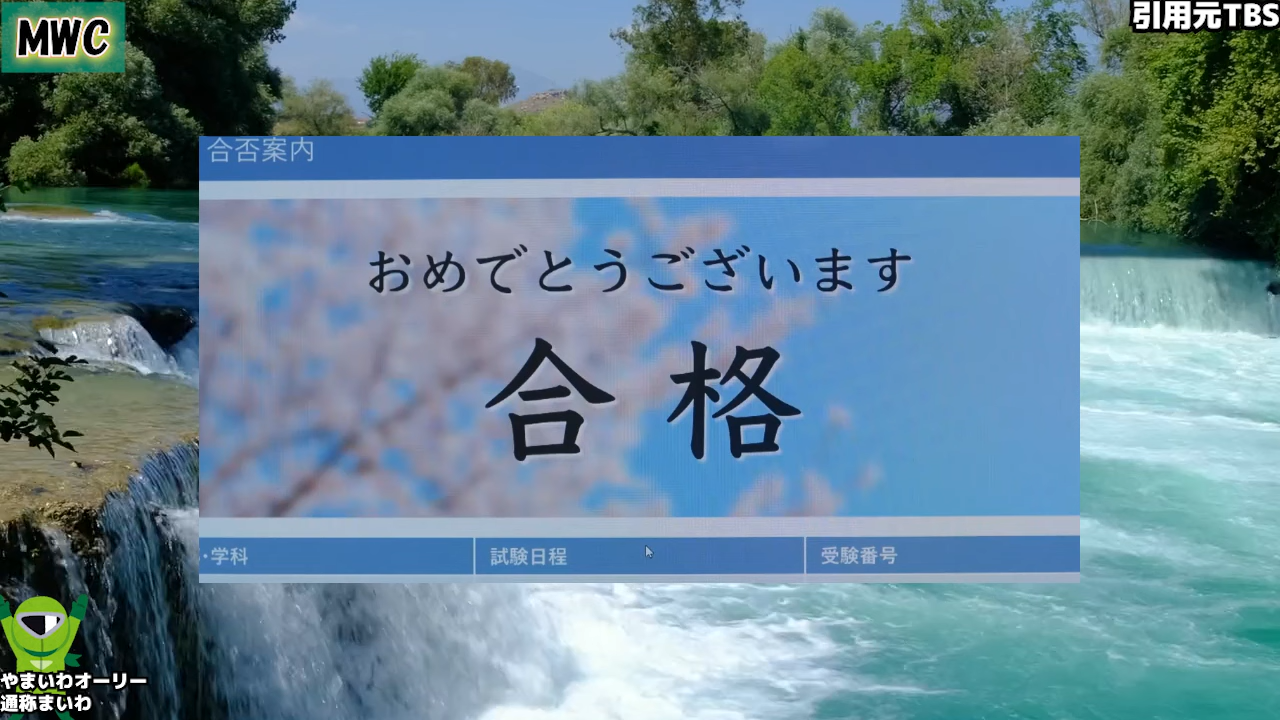 MWC
引用元TBS
合否案内
おめでとうございます
合格
・学科
試験日程
受験番号
やまいわオーリー
通称まいわ